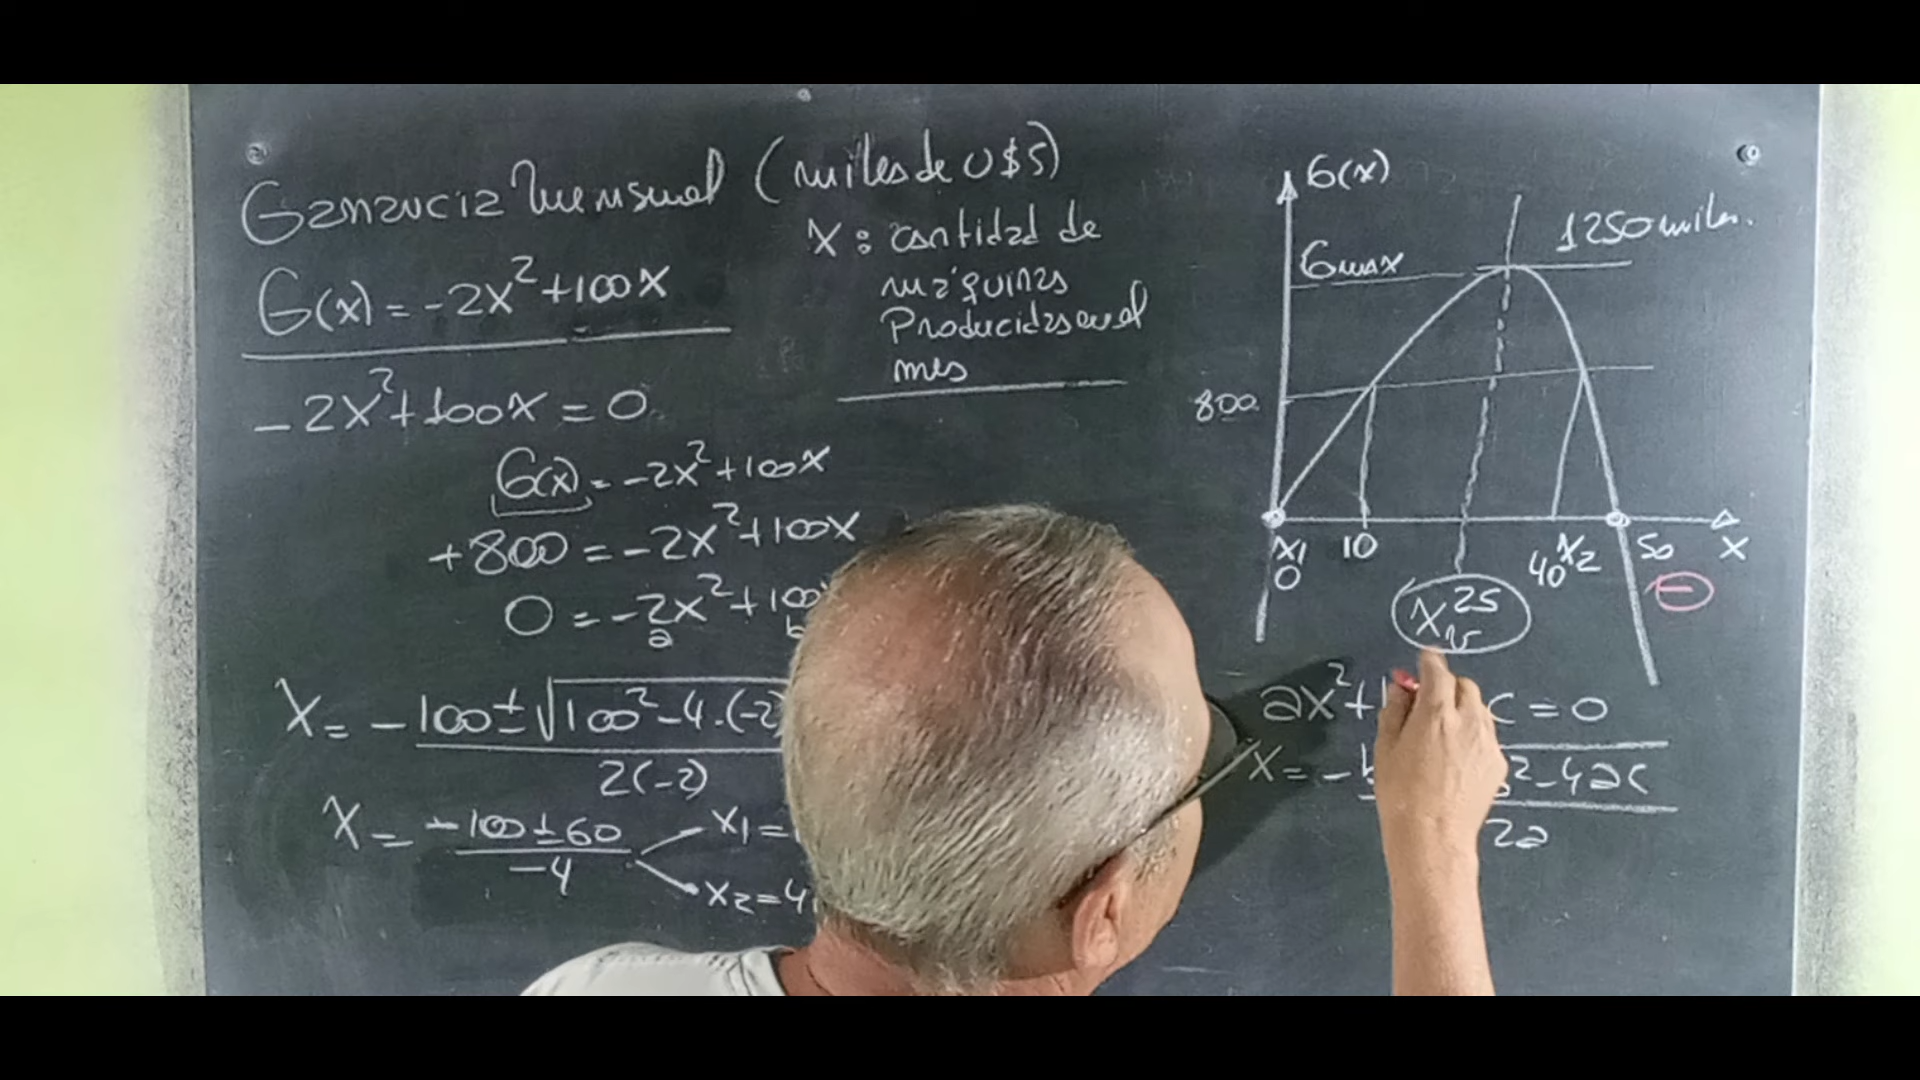 Ganancia Mensual (miles de U$S)
G(x) = -2x² + 100x
x: cantidad de
máquinas
Producidas en el
mes
-2x² + 100x = 0
G(x) = -2x² + 100x
+800 = -2x² + 100x
0 = -2x² + 100
a
x = -100 ± √100² - 4.(-2)
2(-2)
x = -100 ± 60
-4
x1 =
x2 = 4
G(x)
1250 miles.
Gmax
800
x1 10 x2 50 x
0 40 -
25
xv
ax² + c = 0
x = - ² - 4ac
2a